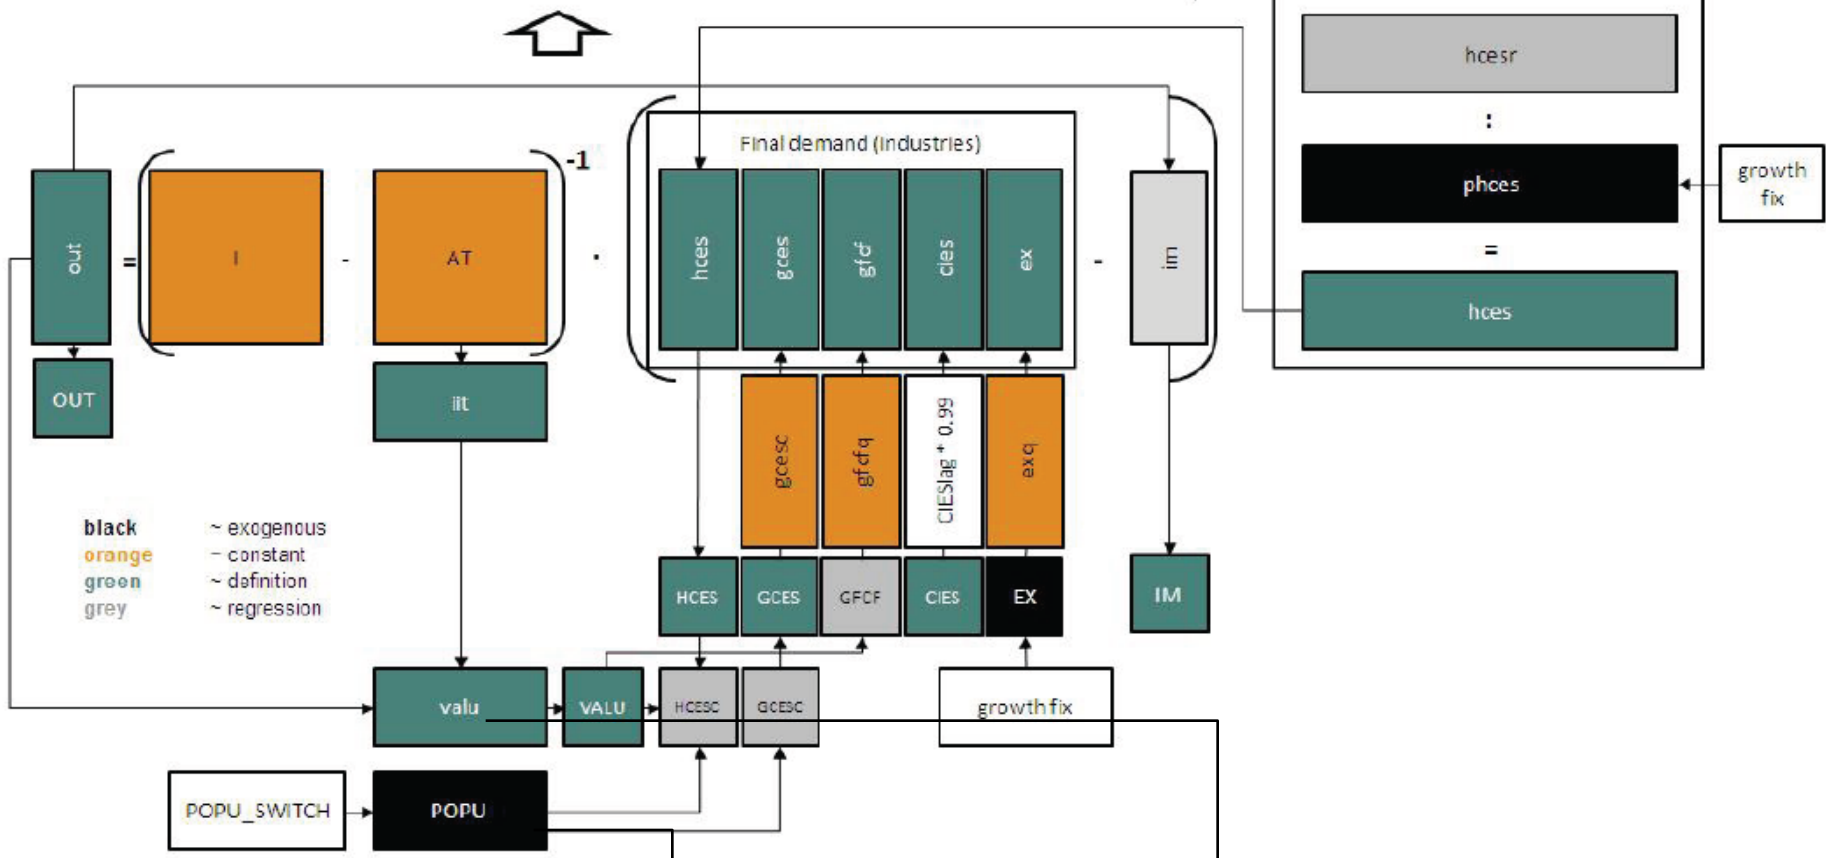 hcesr
:
phces
growth
fix
=
hces
Final demand (industries)
-1
out
=
I
-
AT
.
hces
gces
gfcf
cies
ex
-
im
OUT
iit
gcesc
gfcfq
CIESlag * 0.99
exq
black ~ exogenous
orange ~ constant
green ~ definition
grey ~ regression
HCES
GCES
GFCF
CIES
EX
IM
valu
VALU
HCESC
GCESC
growth fix
POPU_SWITCH
POPU